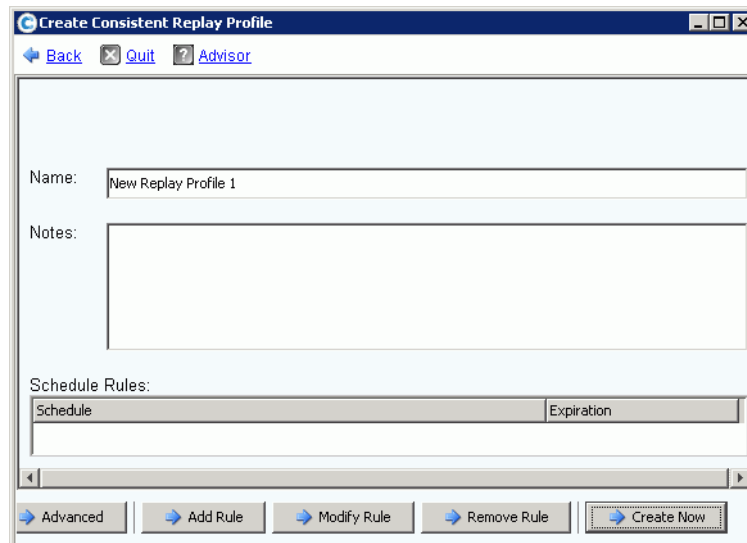 Create Consistent Replay Profile
Back Quit Advisor
Name: New Replay Profile 1
Notes:
Schedule Rules:
Schedule Expiration
Advanced Add Rule Modify Rule Remove Rule Create Now